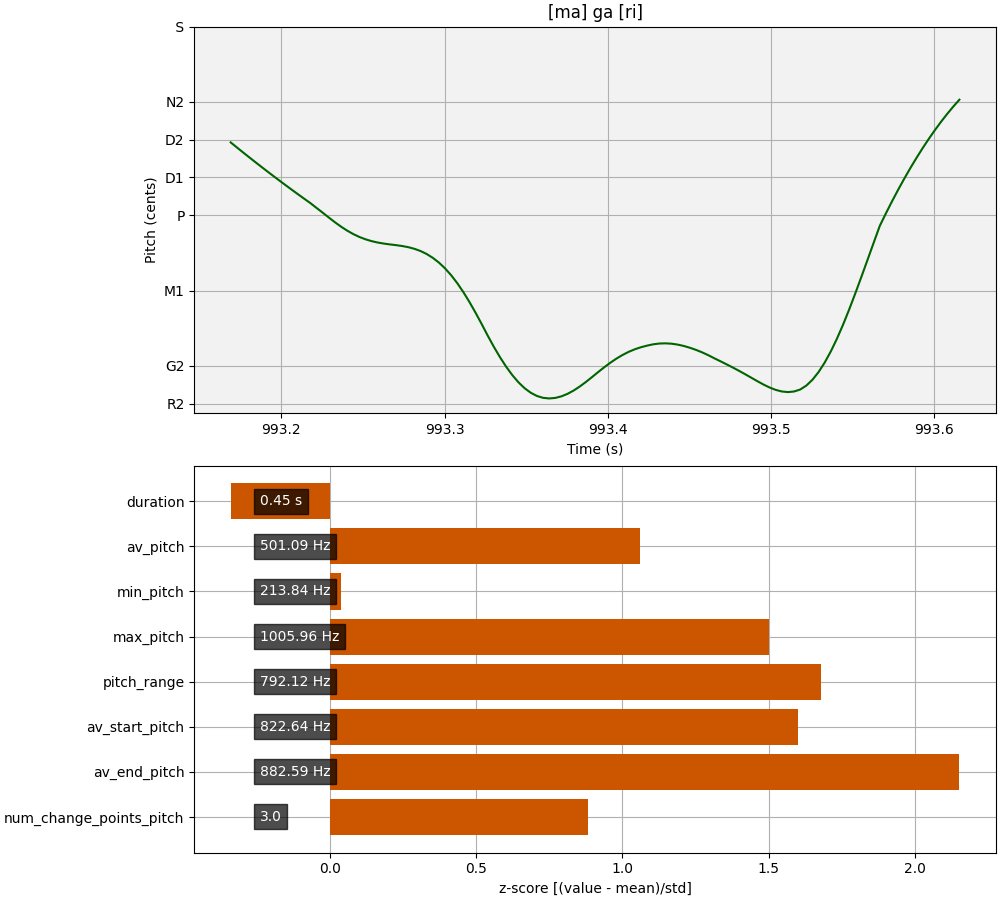 [ma] ga [ri]
S
N2
D2
D1
P
M1
G2
R2
Pitch (cents)
993.2 993.3 993.4 993.5 993.6
Time (s)
duration 0.45 s
av_pitch 501.09 Hz
min_pitch 213.84 Hz
max_pitch 1005.96 Hz
pitch_range 792.12 Hz
av_start_pitch 822.64 Hz
av_end_pitch 882.59 Hz
num_change_points_pitch 3.0
0.0 0.5 1.0 1.5 2.0
z-score [(value - mean)/std]